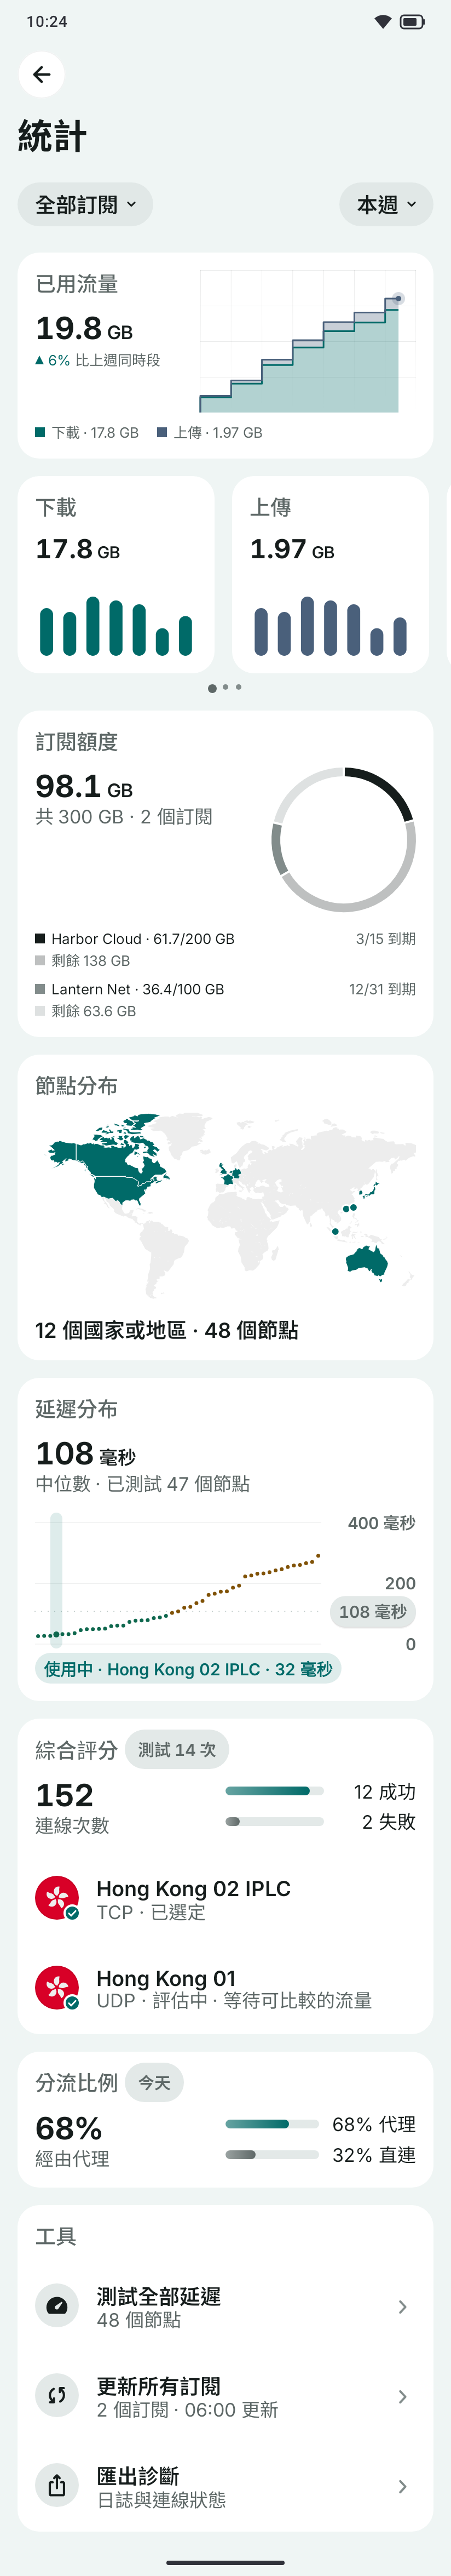 10:24
統計
全部訂閱
本週
已用流量
19.8 GB
6% 比上週同時段
下載 · 17.8 GB
上傳 · 1.97 GB
下載
17.8 GB
上傳
1.97 GB
訂閱額度
98.1 GB
共 300 GB · 2 個訂閱
Harbor Cloud · 61.7/200 GB
3/15 到期
剩餘 138 GB
Lantern Net · 36.4/100 GB
12/31 到期
剩餘 63.6 GB
節點分布
12 個國家或地區 · 48 個節點
延遲分布
108 毫秒
中位數 · 已測試 47 個節點
400 毫秒
200
108 毫秒
0
使用中 · Hong Kong 02 IPLC · 32 毫秒
綜合評分
測試 14 次
152
連線次數
12 成功
2 失敗
Hong Kong 02 IPLC
TCP · 已選定
Hong Kong 01
UDP · 評估中 · 等待可比較的流量
分流比例
今天
68%
經由代理
68% 代理
32% 直連
工具
測試全部延遲
48 個節點
更新所有訂閱
2 個訂閱 · 06:00 更新
匯出診斷
日誌與連線狀態